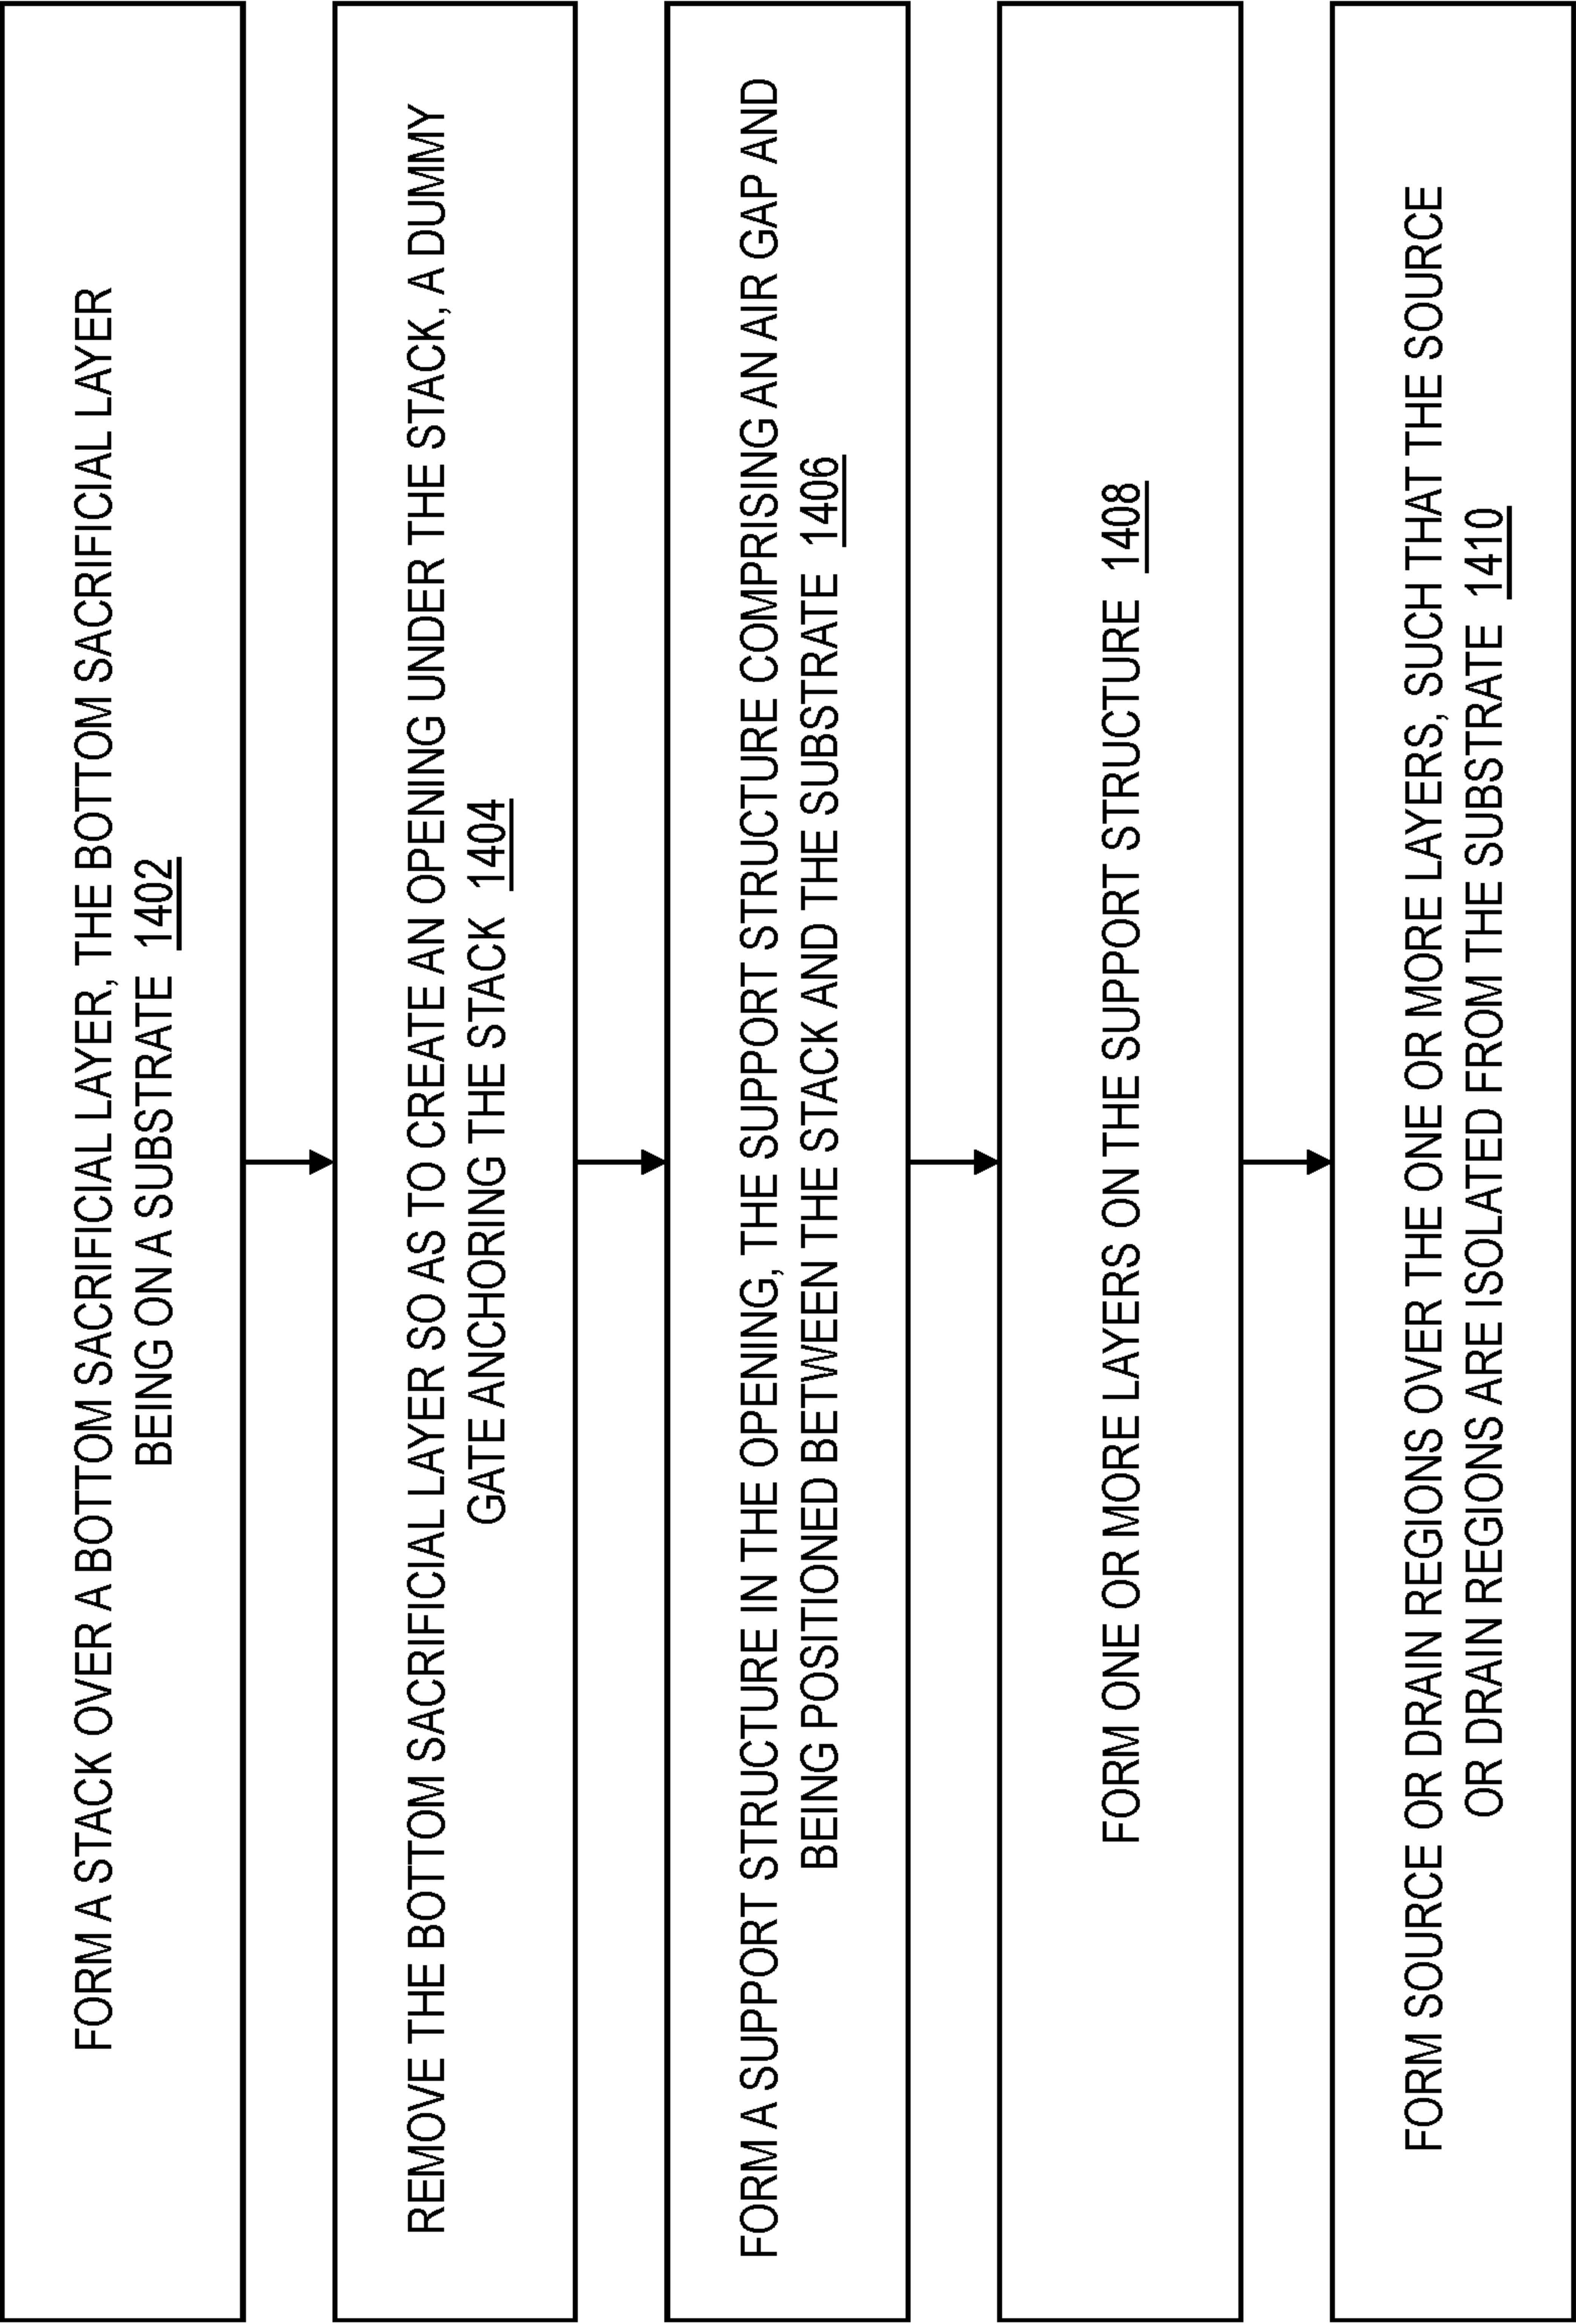 FORM A STACK OVER A BOTTOM SACRIFICIAL LAYER, THE BOTTOM SACRIFICIAL LAYER
BEING ON A SUBSTRATE 1402
REMOVE THE BOTTOM SACRIFICIAL LAYER SO AS TO CREATE AN OPENING UNDER THE STACK, A DUMMY
GATE ANCHORING THE STACK 1404
FORM A SUPPORT STRUCTURE IN THE OPENING, THE SUPPORT STRUCTURE COMPRISING AN AIR GAP AND
BEING POSITIONED BETWEEN THE STACK AND THE SUBSTRATE 1406
FORM ONE OR MORE LAYERS ON THE SUPPORT STRUCTURE 1408
FORM SOURCE OR DRAIN REGIONS OVER THE ONE OR MORE LAYERS, SUCH THAT THE SOURCE
OR DRAIN REGIONS ARE ISOLATED FROM THE SUBSTRATE 1410